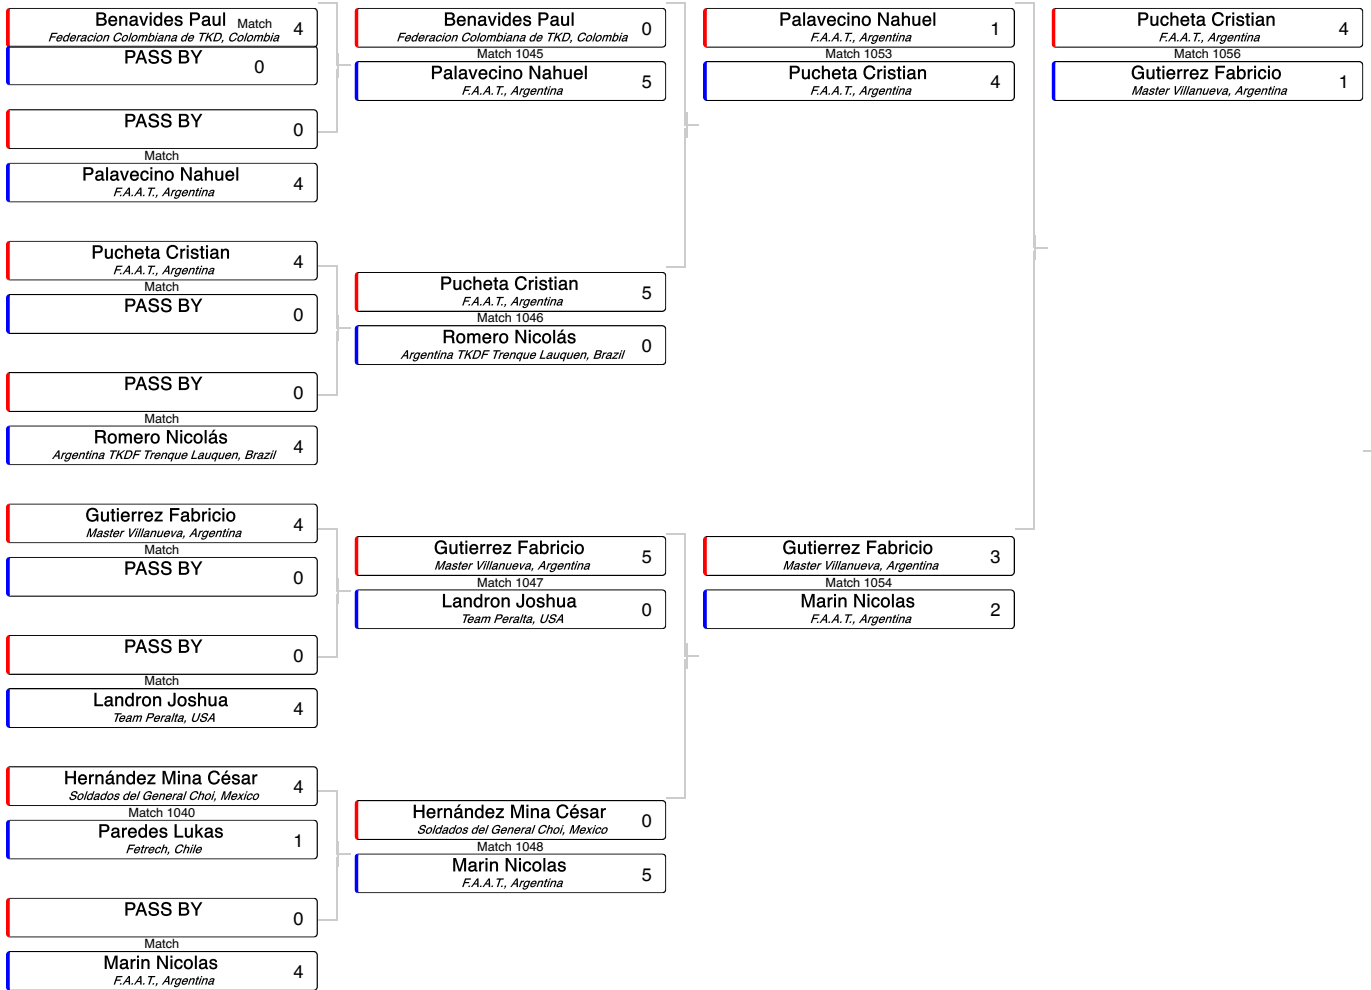 Benavides Paul
Match
4
Federacion Colombiana de TKD, Colombia
PASS BY
0
PASS BY
0
Match
Palavecino Nahuel
4
F.A.A.T., Argentina
Pucheta Cristian
4
F.A.A.T., Argentina
Match
PASS BY
0
PASS BY
0
Match
Romero Nicolás
4
Argentina TKDF Trenque Lauquen, Brazil
Gutierrez Fabricio
4
Master Villanueva, Argentina
Match
PASS BY
0
PASS BY
0
Match
Landron Joshua
4
Team Peralta, USA
Hernández Mina César
4
Soldados del General Choi, Mexico
Match 1040
Paredes Lukas
1
Fetrech, Chile
PASS BY
0
Match
Marin Nicolas
4
F.A.A.T., Argentina
Benavides Paul
0
Federacion Colombiana de TKD, Colombia
Match 1045
Palavecino Nahuel
5
F.A.A.T., Argentina
Pucheta Cristian
5
F.A.A.T., Argentina
Match 1046
Romero Nicolás
0
Argentina TKDF Trenque Lauquen, Brazil
Gutierrez Fabricio
5
Master Villanueva, Argentina
Match 1047
Landron Joshua
0
Team Peralta, USA
Hernández Mina César
0
Soldados del General Choi, Mexico
Match 1048
Marin Nicolas
5
F.A.A.T., Argentina
Palavecino Nahuel
1
F.A.A.T., Argentina
Match 1053
Pucheta Cristian
4
F.A.A.T., Argentina
Gutierrez Fabricio
3
Master Villanueva, Argentina
Match 1054
Marin Nicolas
2
F.A.A.T., Argentina
Pucheta Cristian
4
F.A.A.T., Argentina
Match 1056
Gutierrez Fabricio
1
Master Villanueva, Argentina